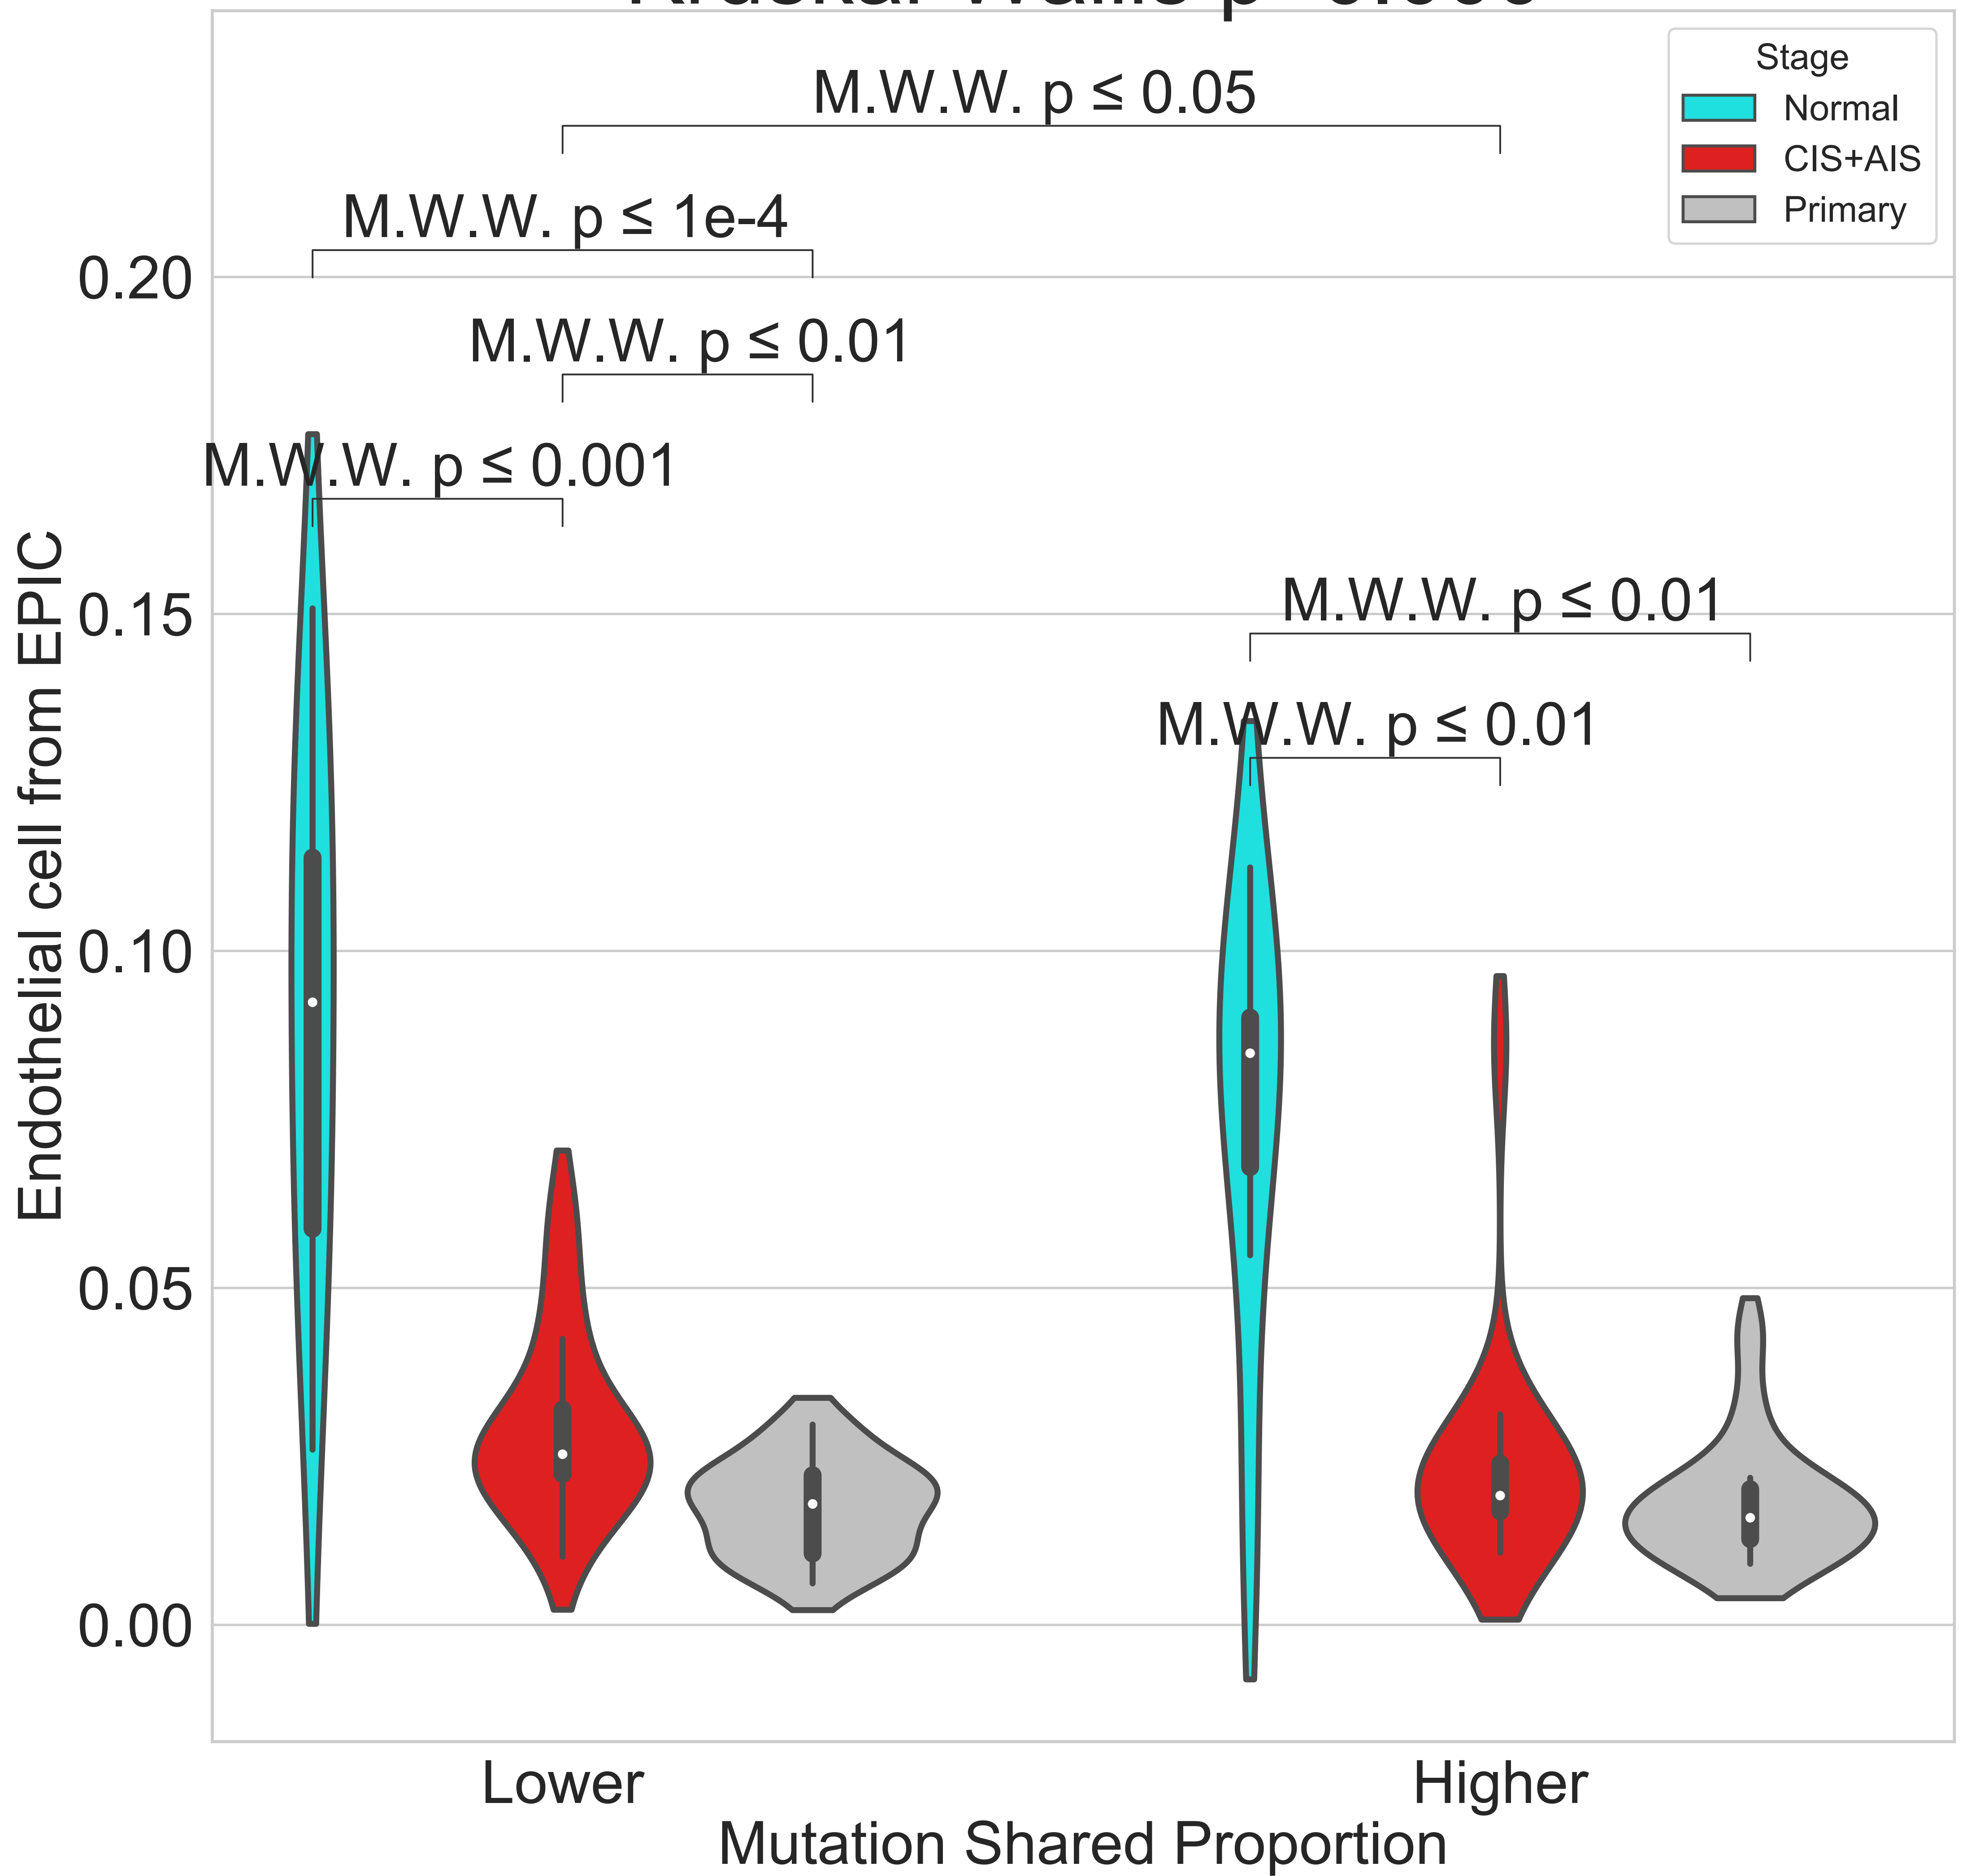 Stage
Normal
CIS+AIS
Primary
M.W.W. p ≤ 0.05
M.W.W. p ≤ 1e-4
M.W.W. p ≤ 0.01
M.W.W. p ≤ 0.001
M.W.W. p ≤ 0.01
M.W.W. p ≤ 0.01
Endothelial cell from EPIC
0.20
0.15
0.10
0.05
0.00
Lower
Higher
Mutation Shared Proportion